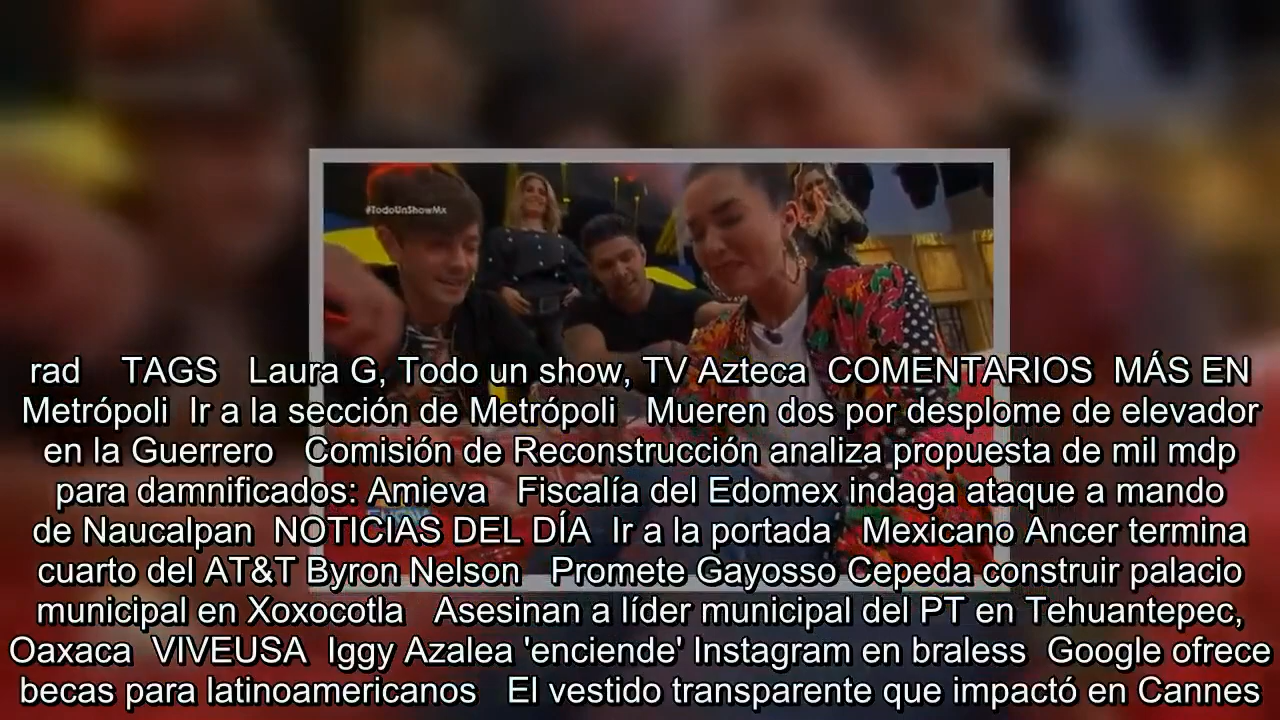 #TodoUnShowMx
rad TAGS Laura G, Todo un show, TV Azteca COMENTARIOS MÁS EN
Metrópoli Ir a la sección de Metrópoli Mueren dos por desplome de elevador
en la Guerrero Comisión de Reconstrucción analiza propuesta de mil mdp
para damnificados: Amieva Fiscalía del Edomex indaga ataque a mando
de Naucalpan NOTICIAS DEL DÍA Ir a la portada Mexicano Ancer termina
cuarto del AT&T Byron Nelson Promete Gayosso Cepeda construir palacio
municipal en Xoxocotla Asesinan a líder municipal del PT en Tehuantepec,
Oaxaca VIVEUSA Iggy Azalea 'enciende' Instagram en braless Google ofrece
becas para latinoamericanos El vestido transparente que impactó en Cannes